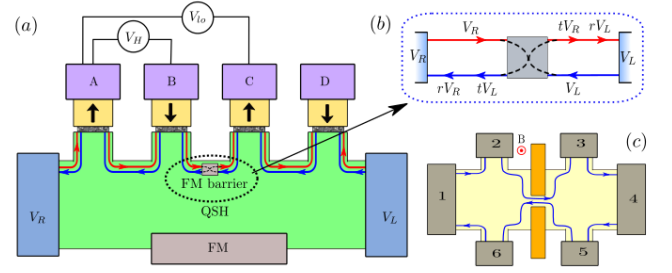 (a)
V_lo
V_H
A
B
C
D
V_R
V_L
FM barrier
QSH
FM
(b)
V_R
tV_R rV_L
V_R
V_L
rV_R tV_L
V_L
(c)
B
2
3
1
4
6
5